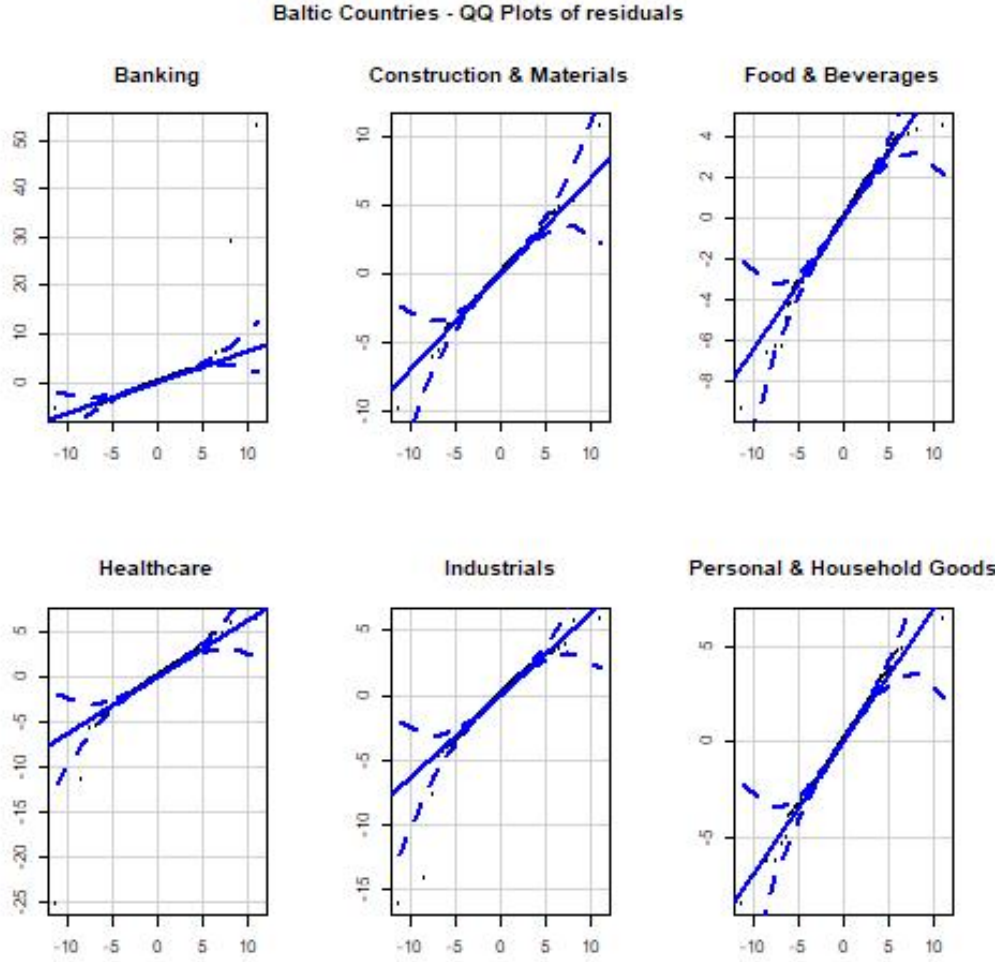 Baltic Countries - QQ Plots of residuals
Banking
Construction & Materials
Food & Beverages
50
40
30
20
10
0
-10 -5 0 5 10
10
5
0
-5
-10
-10 -5 0 5 10
4
2
0
-2
-4
-6
-8
-10 -5 0 5 10
Healthcare
Industrials
Personal & Household Goods
5
0
-5
-10
-15
-20
-25
-10 -5 0 5 10
5
0
-5
-10
-15
-10 -5 0 5 10
5
0
-5
-10 -5 0 5 10